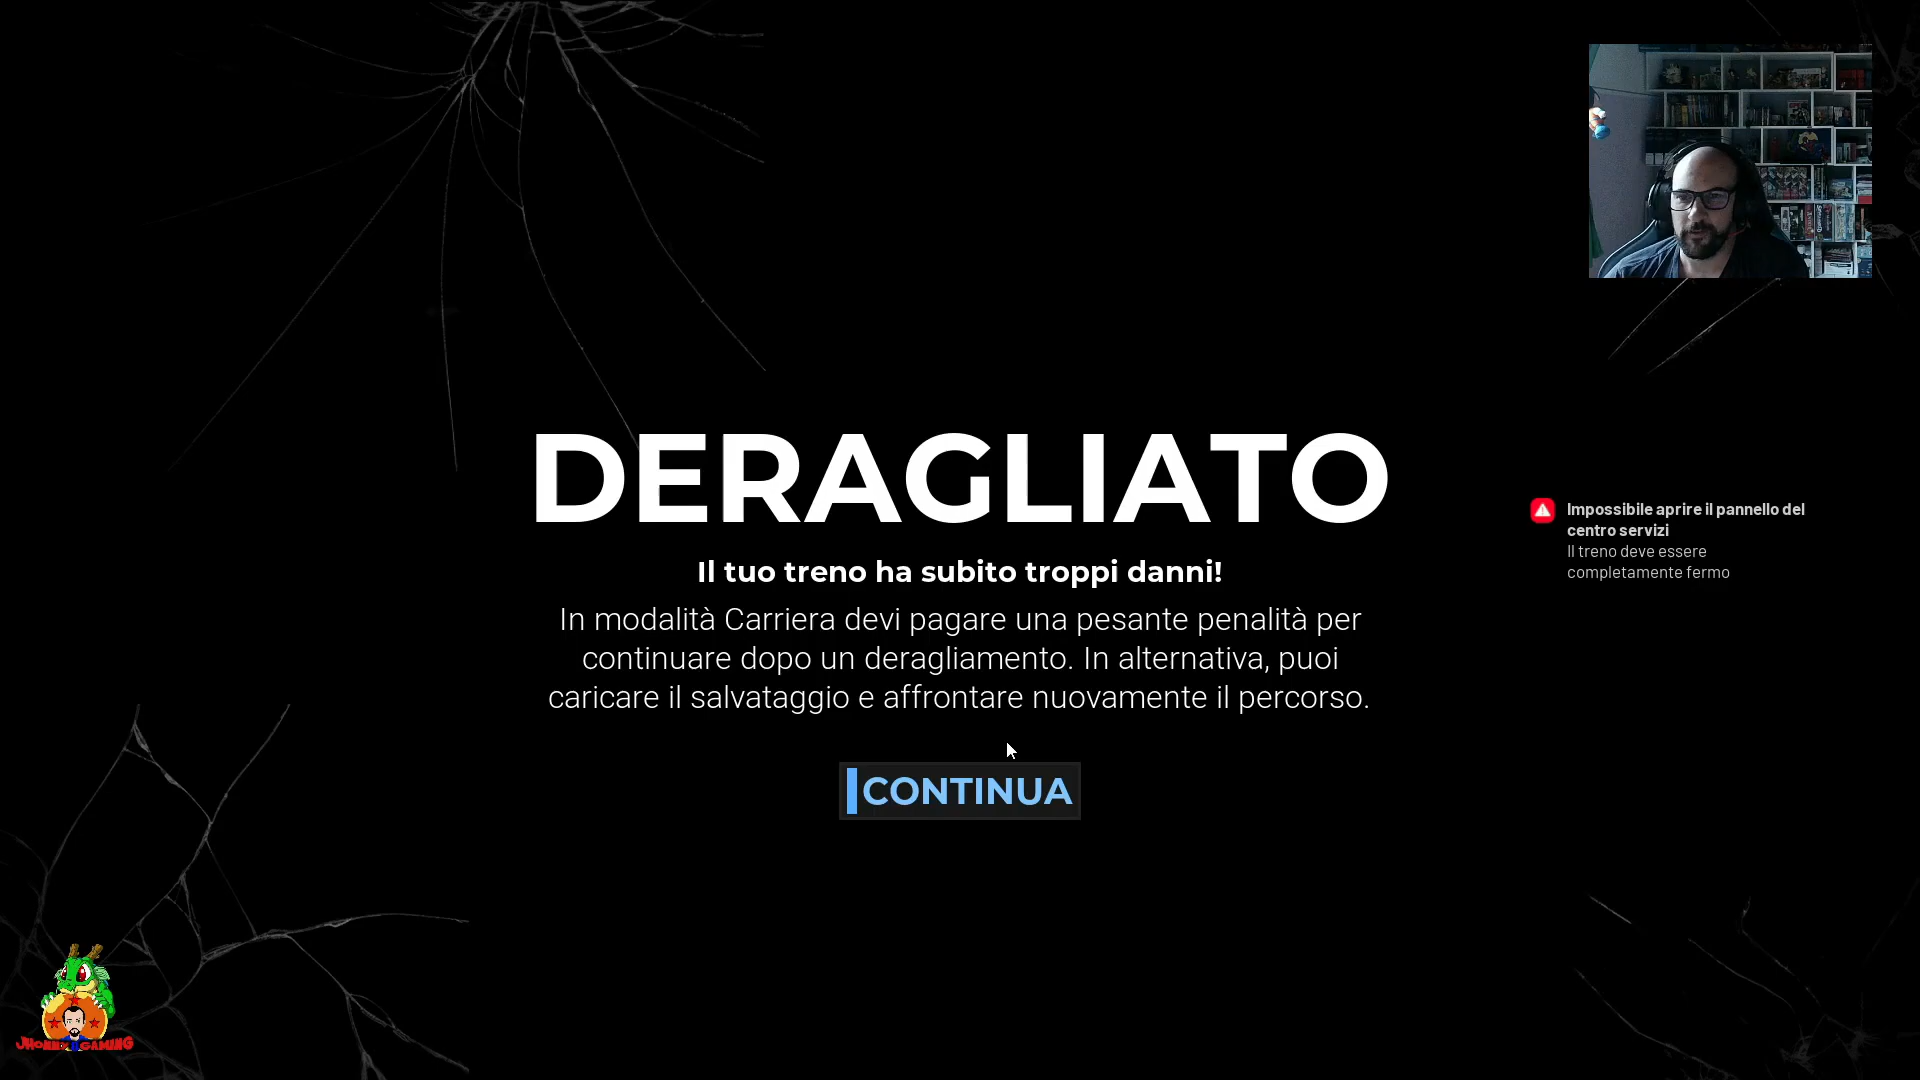 DERAGLIATO
Il tuo treno ha subito troppi danni!
In modalità Carriera devi pagare una pesante penalità per
continuare dopo un deragliamento. In alternativa, puoi
caricare il salvataggio e affrontare nuovamente il percorso.
CONTINUA
Impossibile aprire il pannello del
centro servizi
Il treno deve essere
completamente fermo